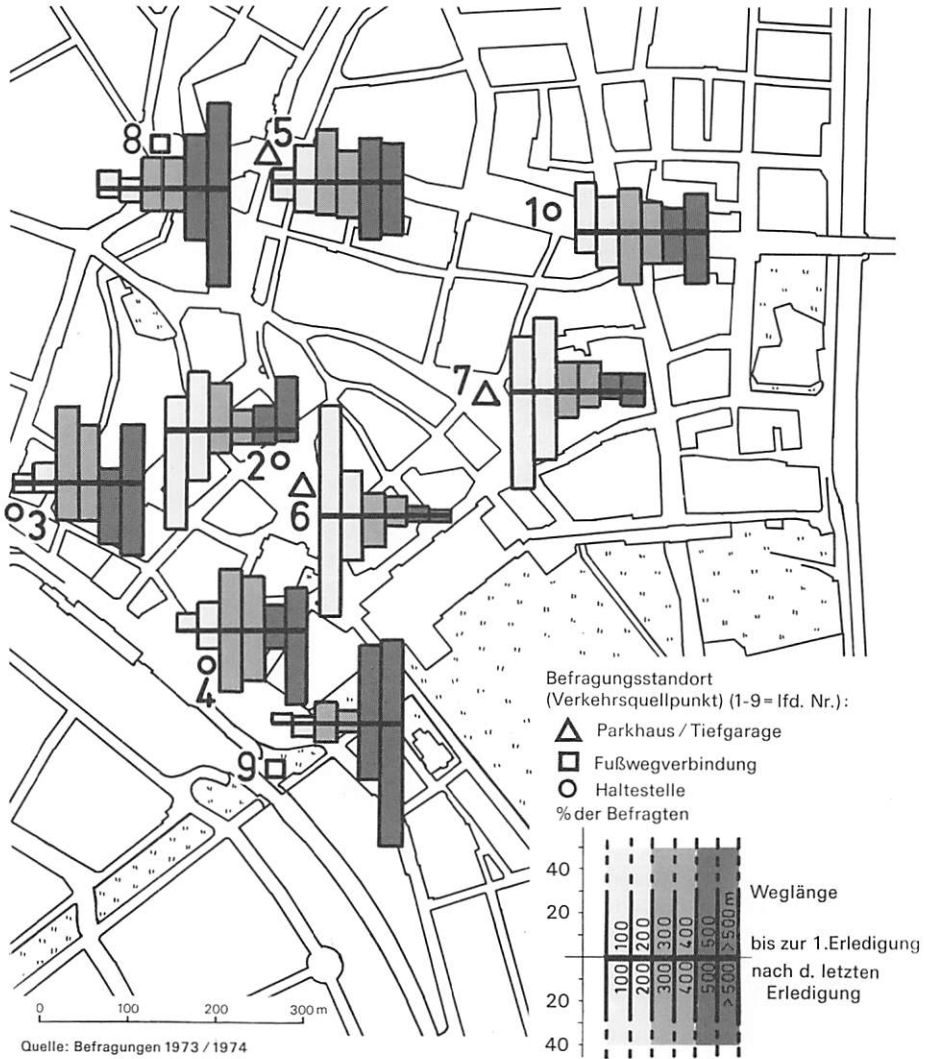 8
5
1
7
2
3
6
4
9
Befragungsstandort
(Verkehrsquellpunkt) (1-9= lfd. Nr.):
Parkhaus / Tiefgarage
Fußwegverbindung
Haltestelle
% der Befragten
40
20
20
40
100
200
300
400
500
>500m
100
200
300
400
500
>500
Weglänge
bis zur 1.Erledigung
nach d. letzten
Erledigung
0 100 200 300m
Quelle: Befragungen 1973 / 1974